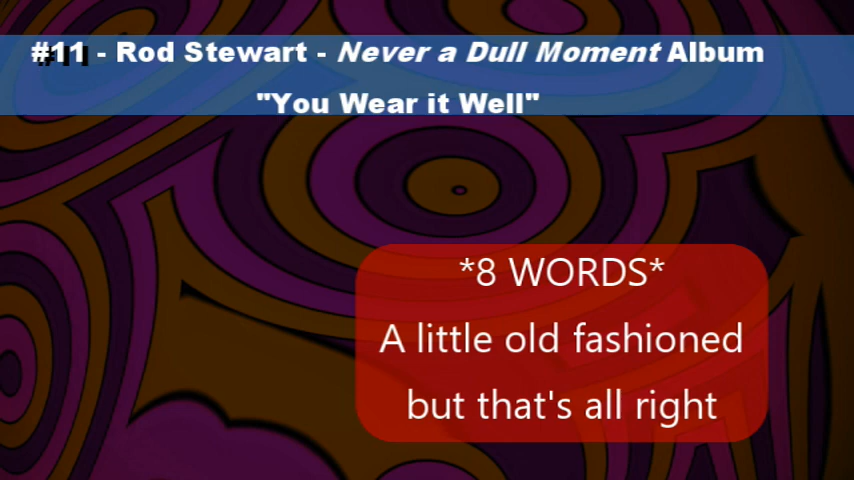 #11 - Rod Stewart - Never a Dull Moment Album
"You Wear it Well"
*8 WORDS*
A little old fashioned
but that's all right